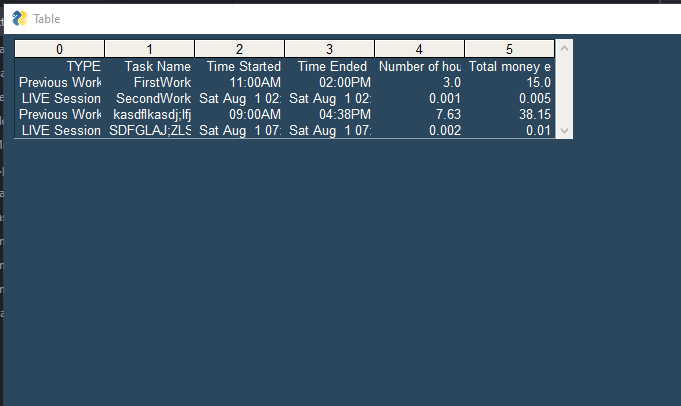 Table
0 1 2 3 4 5
TYPE Task Name Time Started Time Ended Number of hou Total money e
Previous Work FirstWork 11:00AM 02:00PM 3.0 15.0
LIVE Session SecondWork Sat Aug 1 02: Sat Aug 1 02: 0.001 0.005
Previous Work kasdflkasdj;lfj 09:00AM 04:38PM 7.63 38.15
LIVE Session SDFGLAJ;ZLS Sat Aug 1 07: Sat Aug 1 07: 0.002 0.01